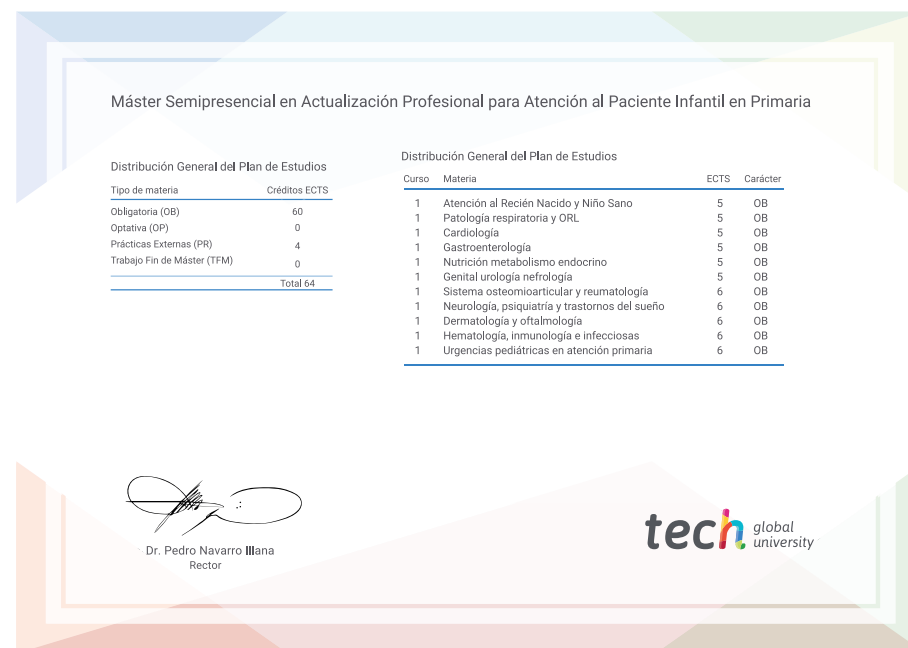 Máster Semipresencial en Actualización Profesional para Atención al Paciente Infantil en Primaria
Distribución General del Plan de Estudios
Tipo de materia Créditos ECTS
Obligatoria (OB) 60
Optativa (OP) 0
Prácticas Externas (PR) 4
Trabajo Fin de Máster (TFM) 0
Total 64
Distribución General del Plan de Estudios
Curso Materia ECTS Carácter
1 Atención al Recién Nacido y Niño Sano 5 OB
1 Patología respiratoria y ORL 5 OB
1 Cardiología 5 OB
1 Gastroenterología 5 OB
1 Nutrición metabolismo endocrino 5 OB
1 Genital urología nefrología 5 OB
1 Sistema osteomioarticular y reumatología 6 OB
1 Neurología, psiquiatría y trastornos del sueño 6 OB
1 Dermatología y oftalmología 6 OB
1 Hematología, inmunología e infecciosas 6 OB
1 Urgencias pediátricas en atención primaria 6 OB
Dr. Pedro Navarro Illana
Rector
tech global
university